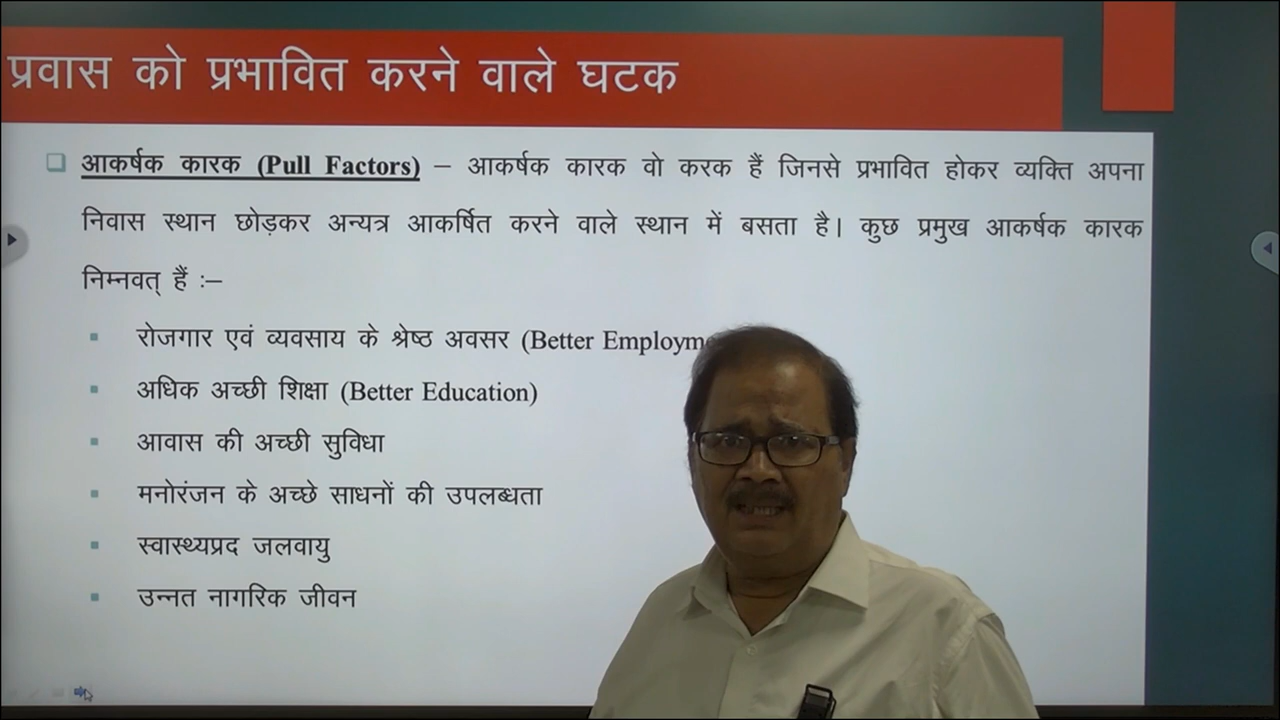 प्रवास को प्रभावित करने वाले घटक
आकर्षक कारक (Pull Factors) – आकर्षक कारक वो करक हैं जिनसे प्रभावित होकर व्यक्ति अपना
निवास स्थान छोड़कर अन्यत्र आकर्षित करने वाले स्थान में बसता है। कुछ प्रमुख आकर्षक कारक
निम्नवत् हैं :–
रोजगार एवं व्यवसाय के श्रेष्ठ अवसर (Better
अधिक अच्छी शिक्षा (Better Education)
आवास की अच्छी सुविधा
मनोरंजन के अच्छे साधनों की उपलब्धता
स्वास्थ्यप्रद जलवायु
उन्नत नागरिक जीवन